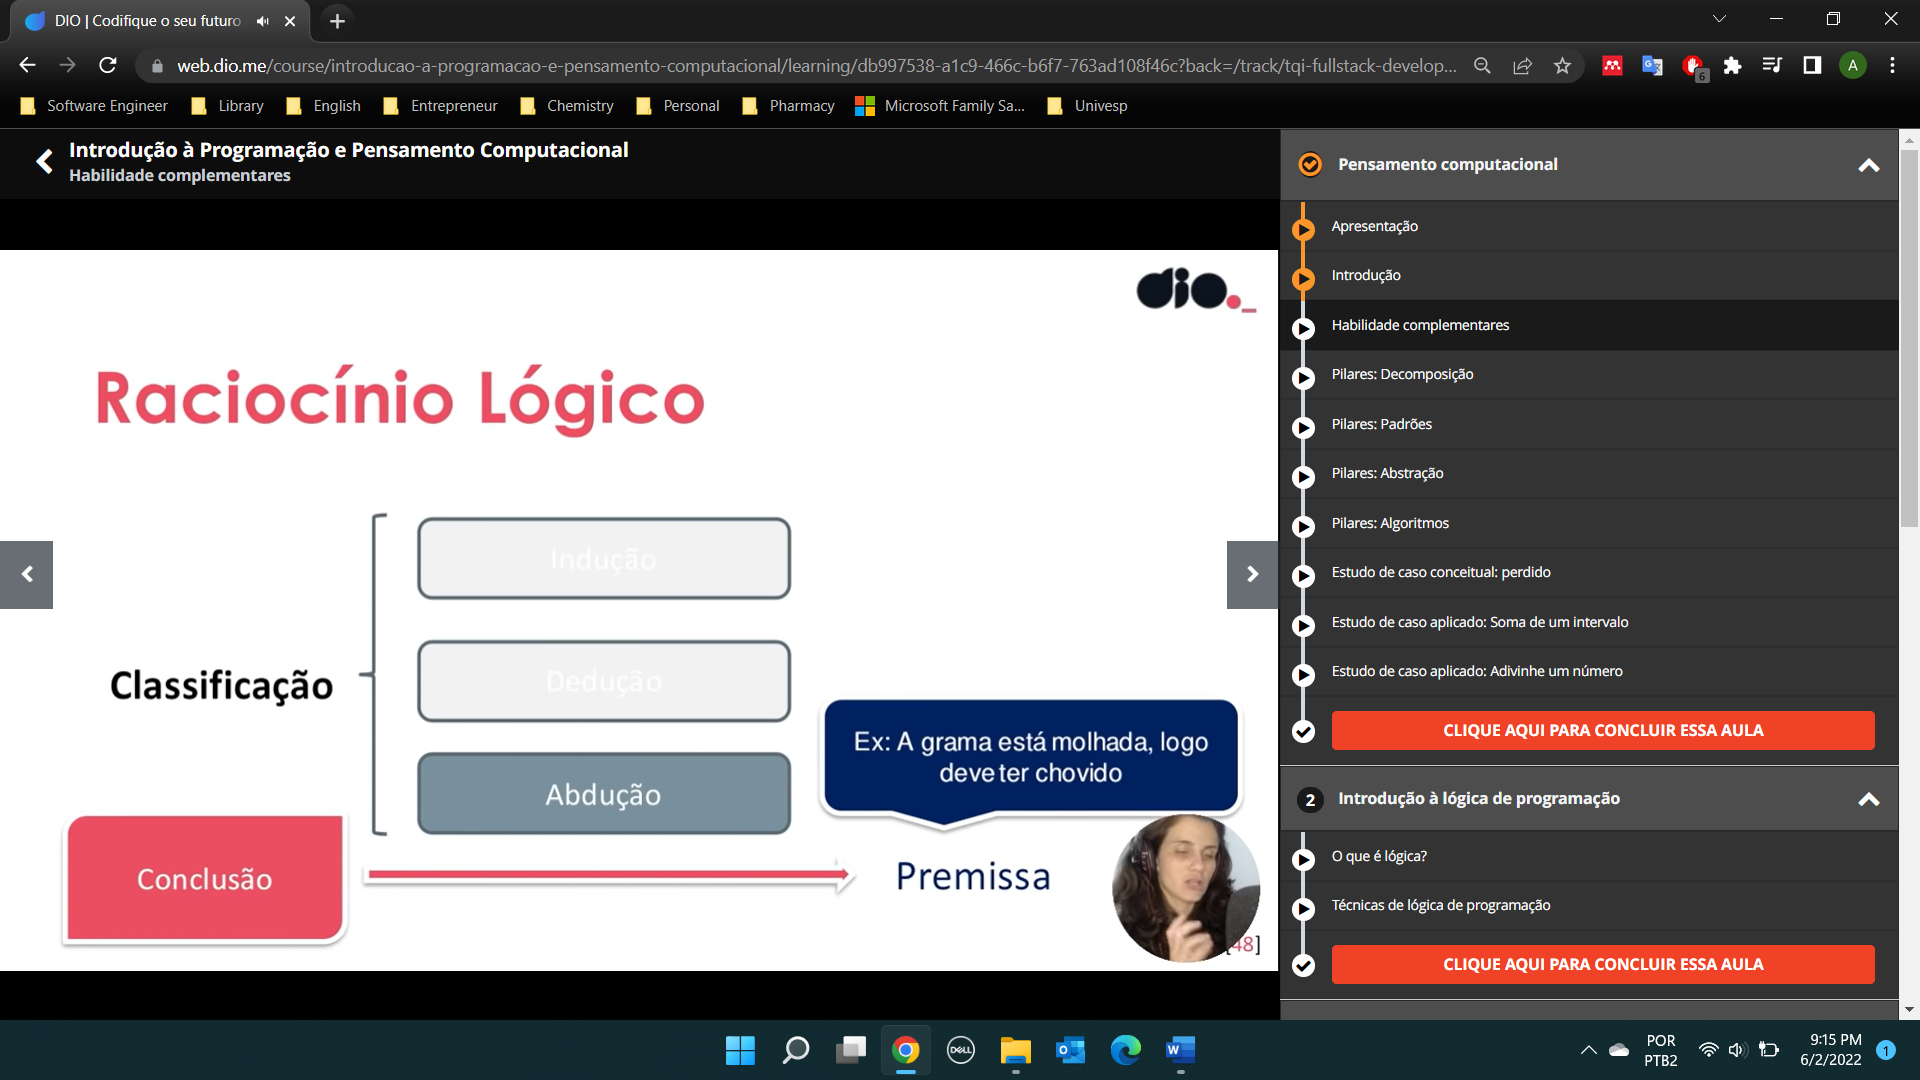 DIO | Codifique o seu futuro
web.dio.me/course/introducao-a-programacao-e-pensamento-computacional/learning/db997538-a1c9-466c-b6f7-763ad108f46c?back=/track/tqi-fullstack-develop...
6
A
Software Engineer
Library
English
Entrepreneur
Chemistry
Personal
Pharmacy
Microsoft Family Sa...
Univesp
Introdução à Programação e Pensamento Computacional
Habilidade complementares
dio._
Raciocínio Lógico
Classificação
Indução
Dedução
Abdução
Ex: A grama está molhada, logo
deve ter chovido
Conclusão
Premissa
[48]
Pensamento computacional
Apresentação
Introdução
Habilidade complementares
Pilares: Decomposição
Pilares: Padrões
Pilares: Abstração
Pilares: Algoritmos
Estudo de caso conceitual: perdido
Estudo de caso aplicado: Soma de um intervalo
Estudo de caso aplicado: Adivinhe um número
CLIQUE AQUI PARA CONCLUIR ESSA AULA
2 Introdução à lógica de programação
O que é lógica?
Técnicas de lógica de programação
CLIQUE AQUI PARA CONCLUIR ESSA AULA
DELL
W
POR
PTB2
9:15 PM
6/2/2022
1